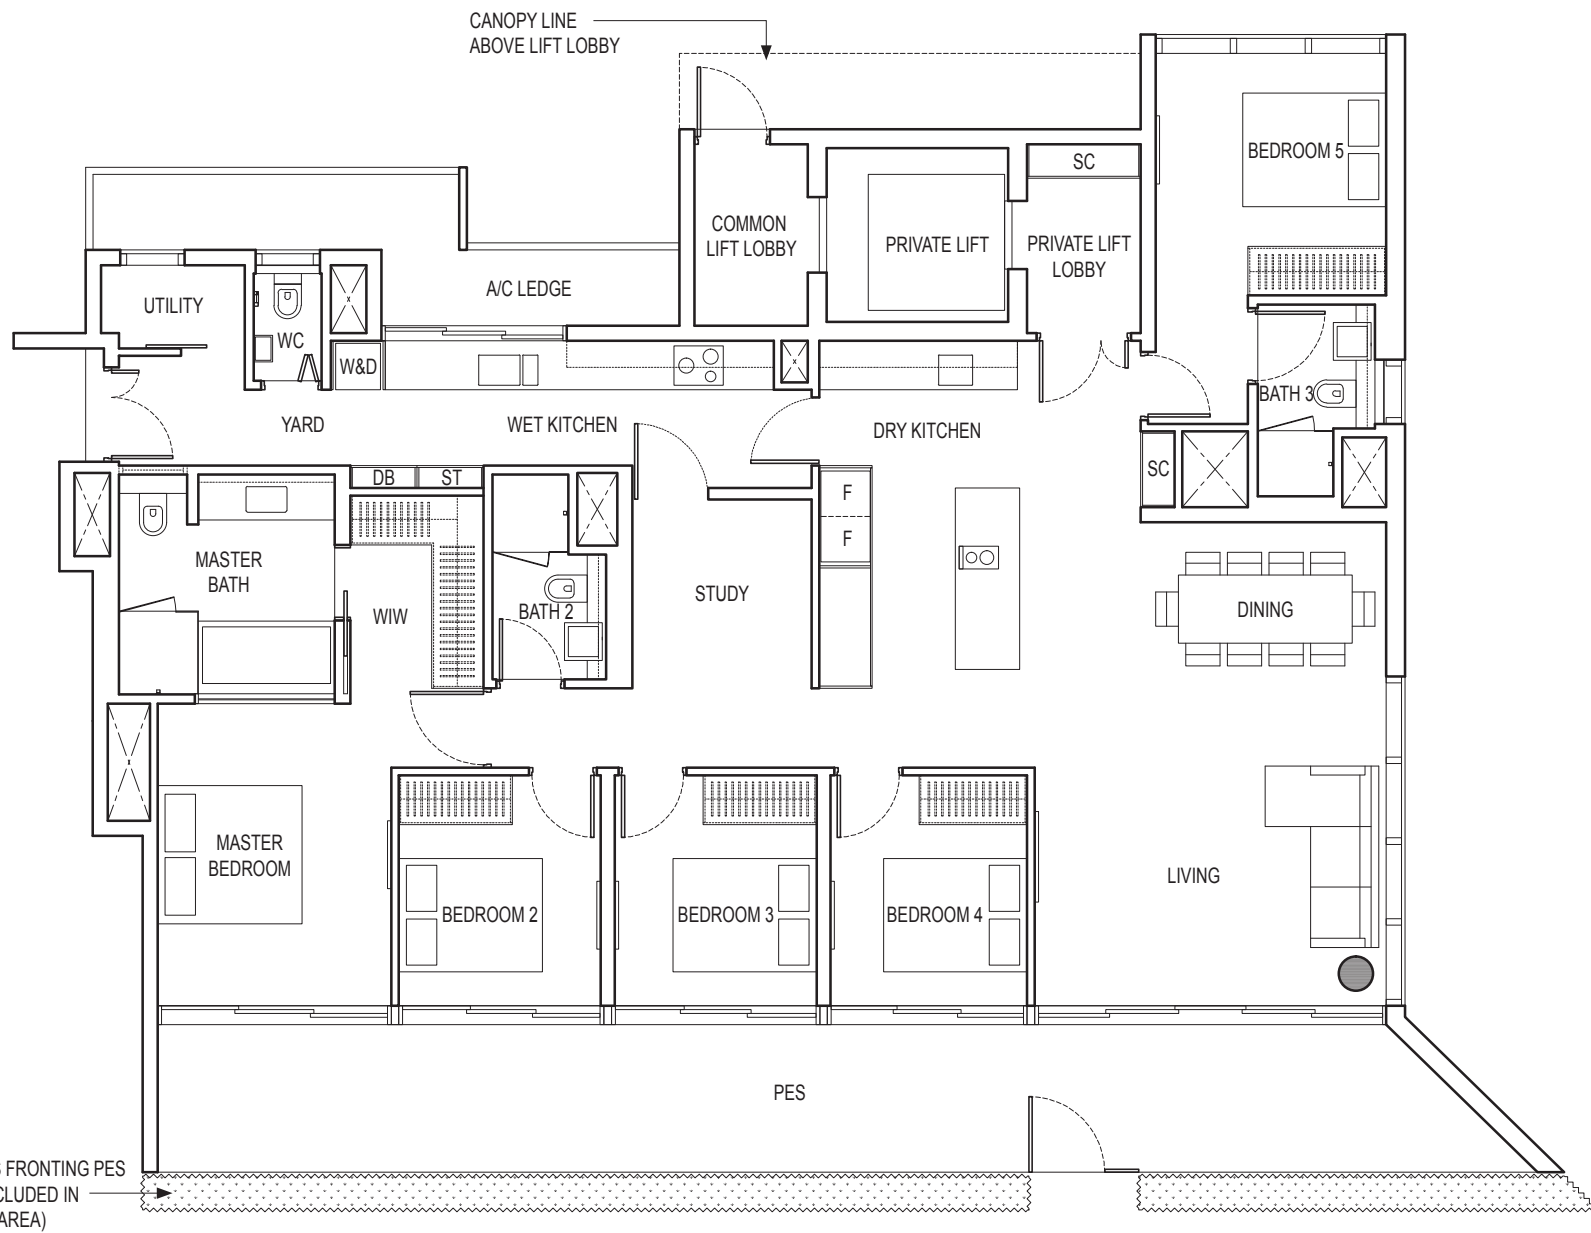 CANOPY LINE
ABOVE LIFT LOBBY
SC
BEDROOM 5
COMMON
LIFT LOBBY
PRIVATE LIFT
PRIVATE LIFT
LOBBY
A/C LEDGE
UTILITY
WC
W&D
BATH 3
YARD
WET KITCHEN
DRY KITCHEN
SC
DB
ST
F
F
MASTER
BATH
WIW
BATH 2
STUDY
DINING
MASTER
BEDROOM
BEDROOM 2
BEDROOM 3
BEDROOM 4
LIVING
PES
FRONTING PES
CLUDED IN
AREA)